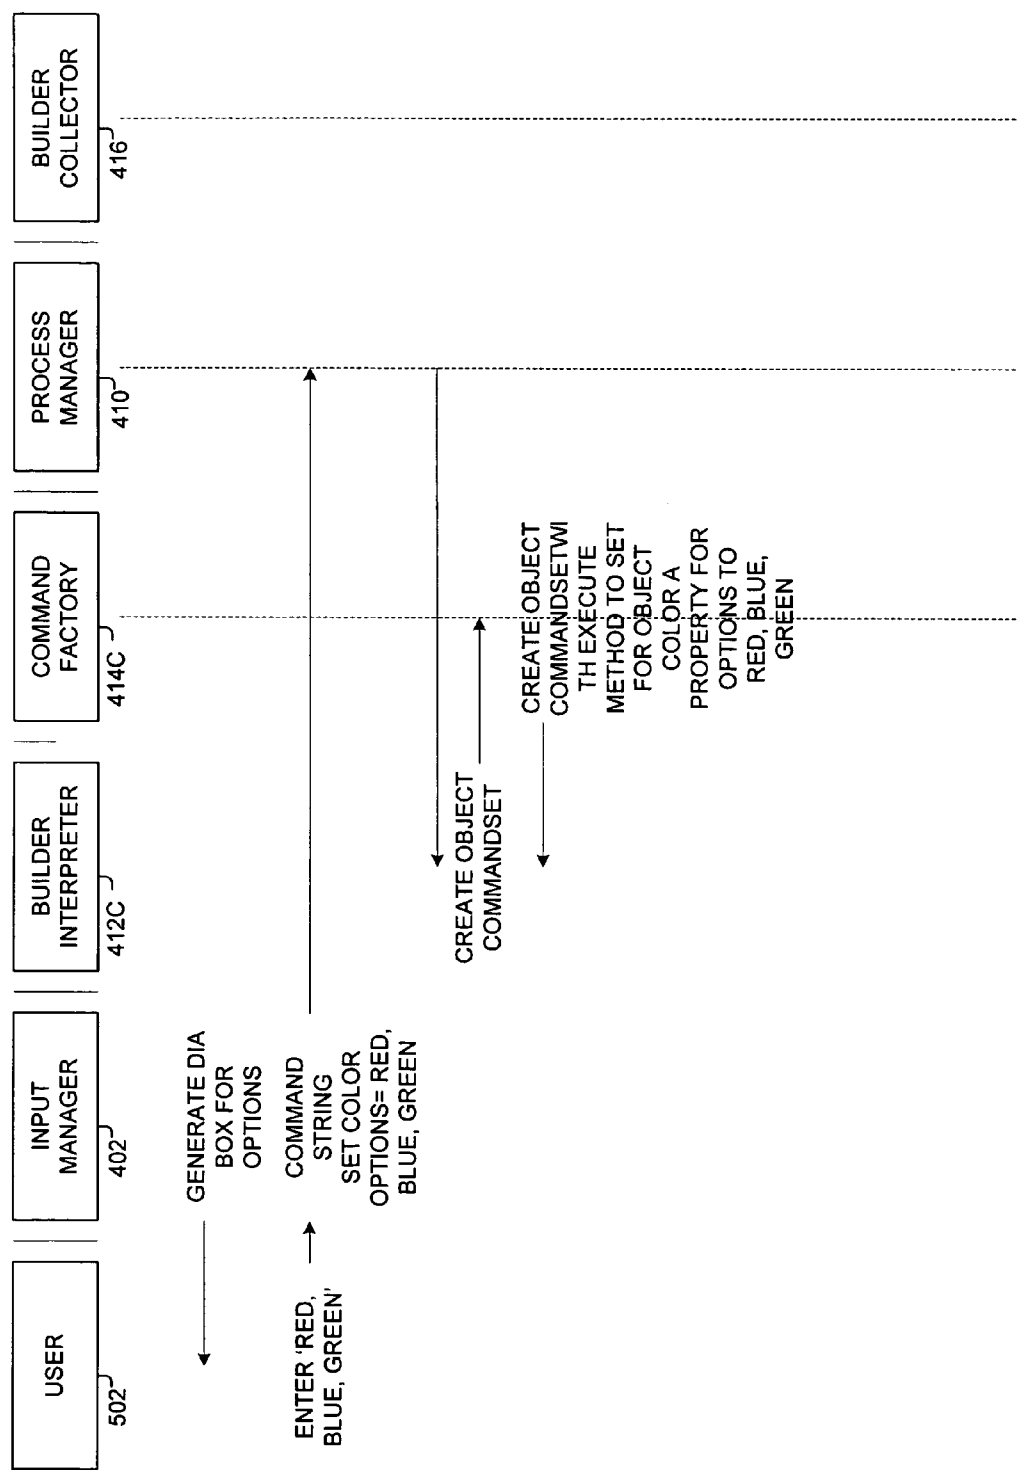 USER
502
INPUT
MANAGER
402
BUILDER
INTERPRETER
412C
COMMAND
FACTORY
414C
PROCESS
MANAGER
410
BUILDER
COLLECTOR
416
GENERATE DIA
BOX FOR
OPTIONS
ENTER 'RED,
BLUE, GREEN'
COMMAND
STRING
SET COLOR
OPTIONS= RED,
BLUE, GREEN
CREATE OBJECT
COMMANDSET
CREATE OBJECT
COMMANDSETWI
TH EXECUTE
METHOD TO SET
FOR OBJECT
COLOR A
PROPERTY FOR
OPTIONS TO
RED, BLUE,
GREEN